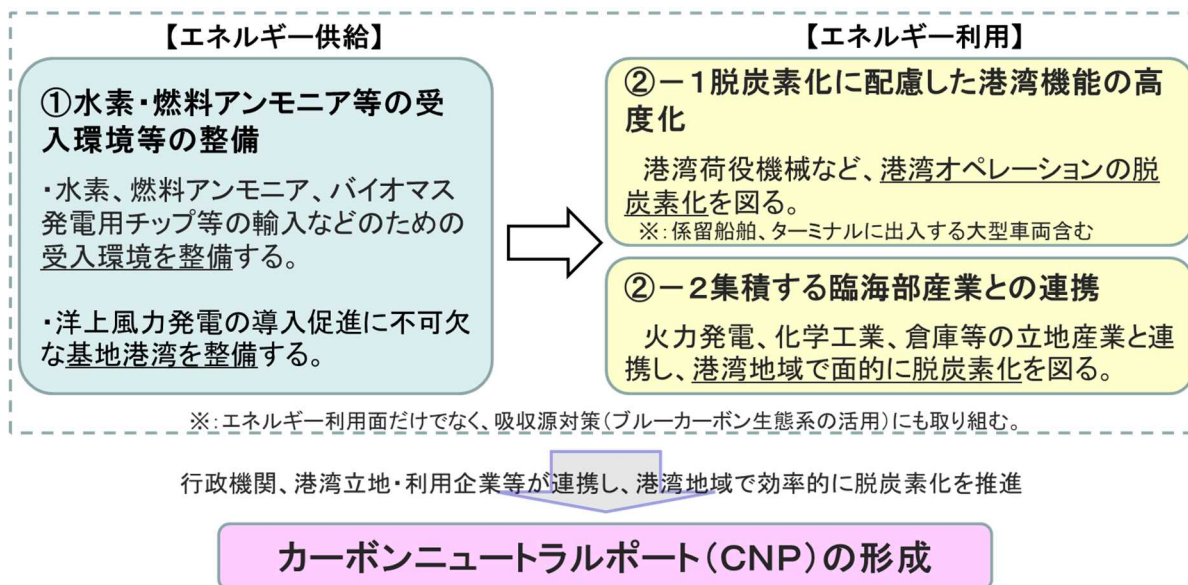 【エネルギー供給】
①水素・燃料アンモニア等の受
入環境等の整備
・水素、燃料アンモニア、バイオマス
発電用チップ等の輸入などのための
受入環境を整備する。
・洋上風力発電の導入促進に不可欠
な基地港湾を整備する。
【エネルギー利用】
②－1脱炭素化に配慮した港湾機能の高
度化
港湾荷役機械など、港湾オペレーションの脱
炭素化を図る。
※：係留船舶、ターミナルに出入する大型車両含む
②－2集積する臨海部産業との連携
火力発電、化学工業、倉庫等の立地産業と連
携し、港湾地域で面的に脱炭素化を図る。
※：エネルギー利用面だけでなく、吸収源対策（ブルーカーボン生態系の活用）にも取り組む。
行政機関、港湾立地・利用企業等が連携し、港湾地域で効率的に脱炭素化を推進
カーボンニュートラルポート（CNP）の形成